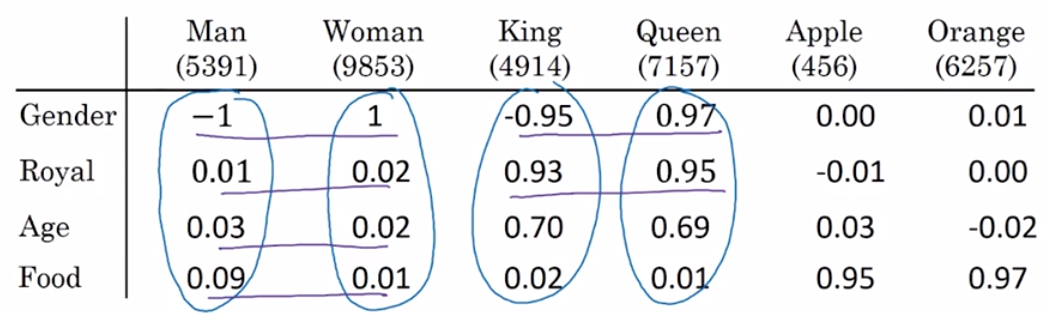 Man Woman King Queen Apple Orange
(5391) (9853) (4914) (7157) (456) (6257)
Gender −1 1 -0.95 0.97 0.00 0.01
Royal 0.01 0.02 0.93 0.95 -0.01 0.00
Age 0.03 0.02 0.70 0.69 0.03 -0.02
Food 0.09 0.01 0.02 0.01 0.95 0.97